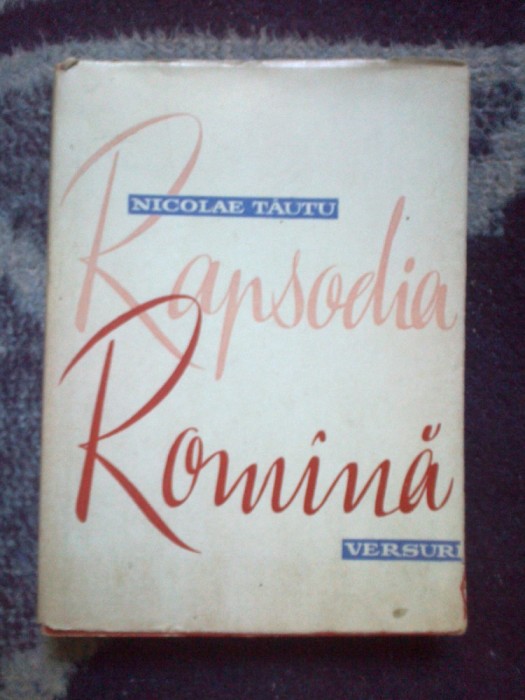 NICOLAE TĂUTU
Rapsodia
Romînă
VERSURI